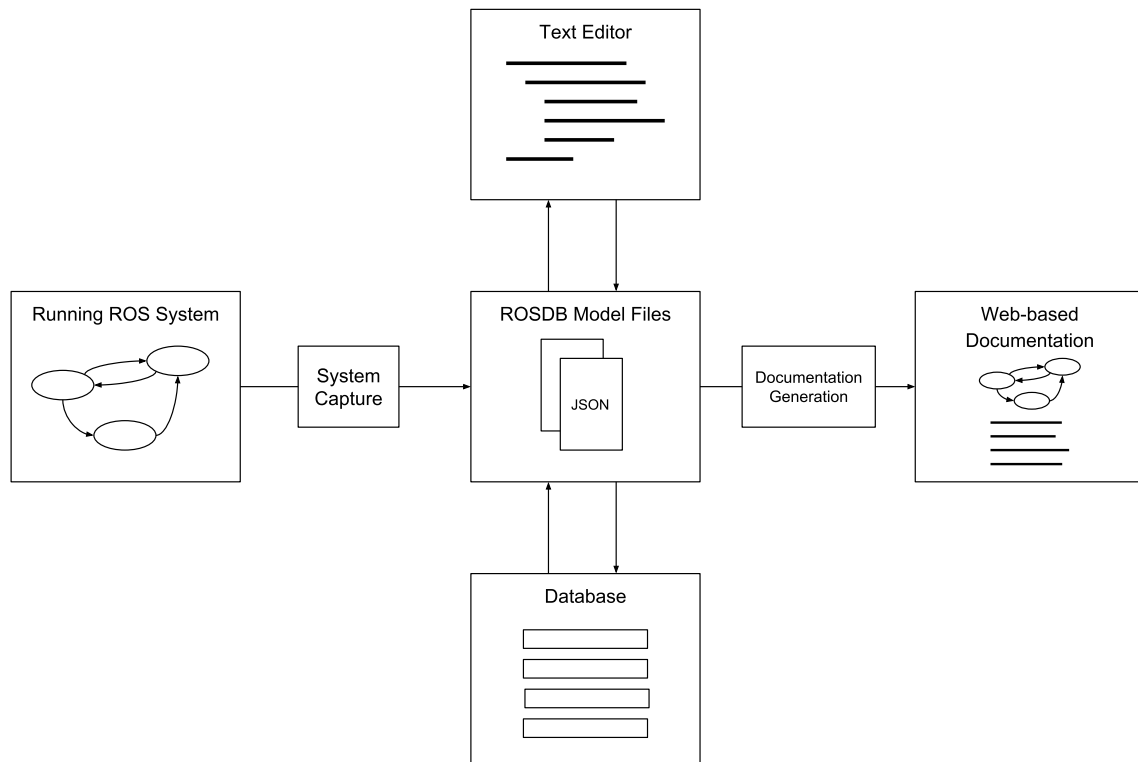 Text Editor
Running ROS System
System
Capture
ROSDB Model Files
JSON
Documentation
Generation
Web-based
Documentation
Database